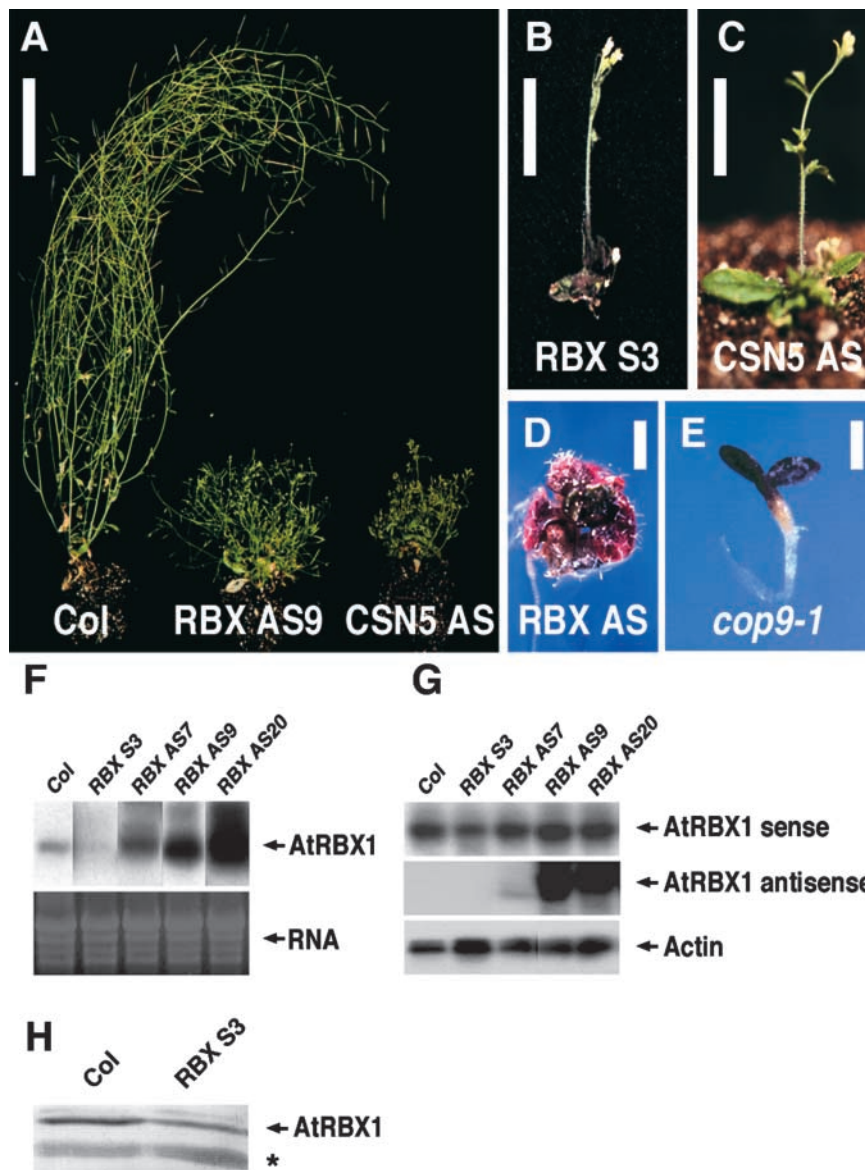 A
B
C
Col
RBX AS9
CSN5 AS
RBX S3
CSN5 AS
D
E
RBX AS
cop9-1
F
Col
RBX S3
RBX AS7
RBX AS9
RBX AS20
AtRBX1
RNA
G
Col
RBX S3
RBX AS7
RBX AS9
RBX AS20
AtRBX1 sense
AtRBX1 antisense
Actin
H
Col
RBX S3
AtRBX1
*